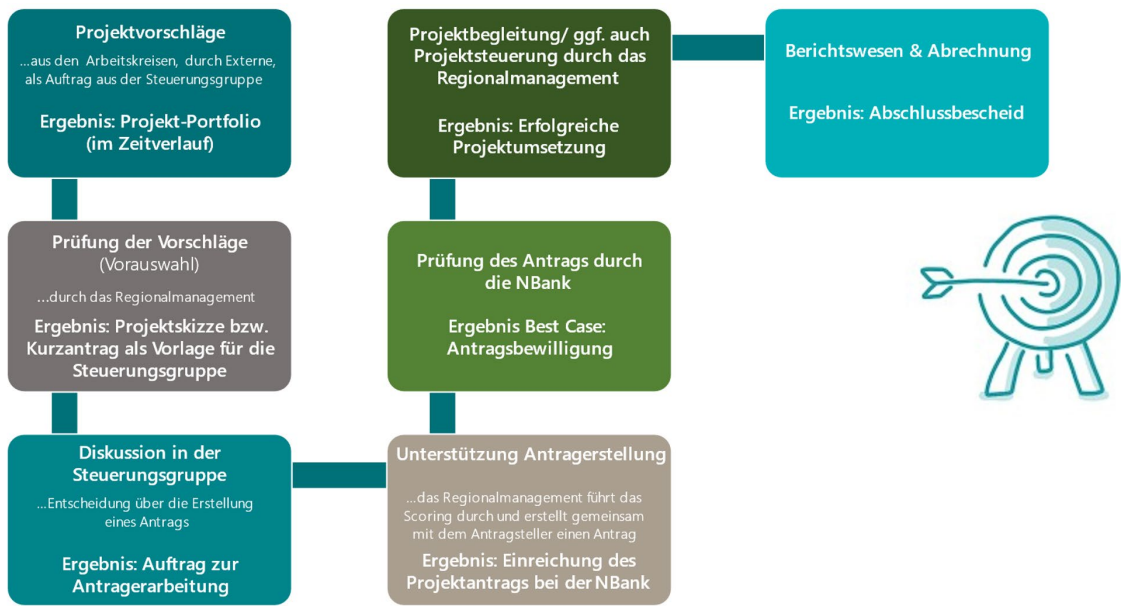 Projektvorschläge
...aus den Arbeitskreisen, durch Externe,
als Auftrag aus der Steuerungsgruppe
Ergebnis: Projekt-Portfolio
(im Zeitverlauf)
Prüfung der Vorschläge
(Vorauswahl)
...durch das Regionalmanagement
Ergebnis: Projektskizze bzw.
Kurzantrag als Vorlage für die
Steuerungsgruppe
Diskussion in der
Steuerungsgruppe
...Entscheidung über die Erstellung
eines Antrags
Ergebnis: Auftrag zur
Antragerarbeitung
Unterstützung Antragerstellung
...das Regionalmanagement führt das
Scoring durch und erstellt gemeinsam
mit dem Antragsteller einen Antrag
Ergebnis: Einreichung des
Projektantrags bei der NBank
Prüfung des Antrags durch
die NBank
Ergebnis Best Case:
Antragsbewilligung
Projektbegleitung/ ggf. auch
Projektsteuerung durch das
Regionalmanagement
Ergebnis: Erfolgreiche
Projektumsetzung
Berichtswesen & Abrechnung
Ergebnis: Abschlussbescheid